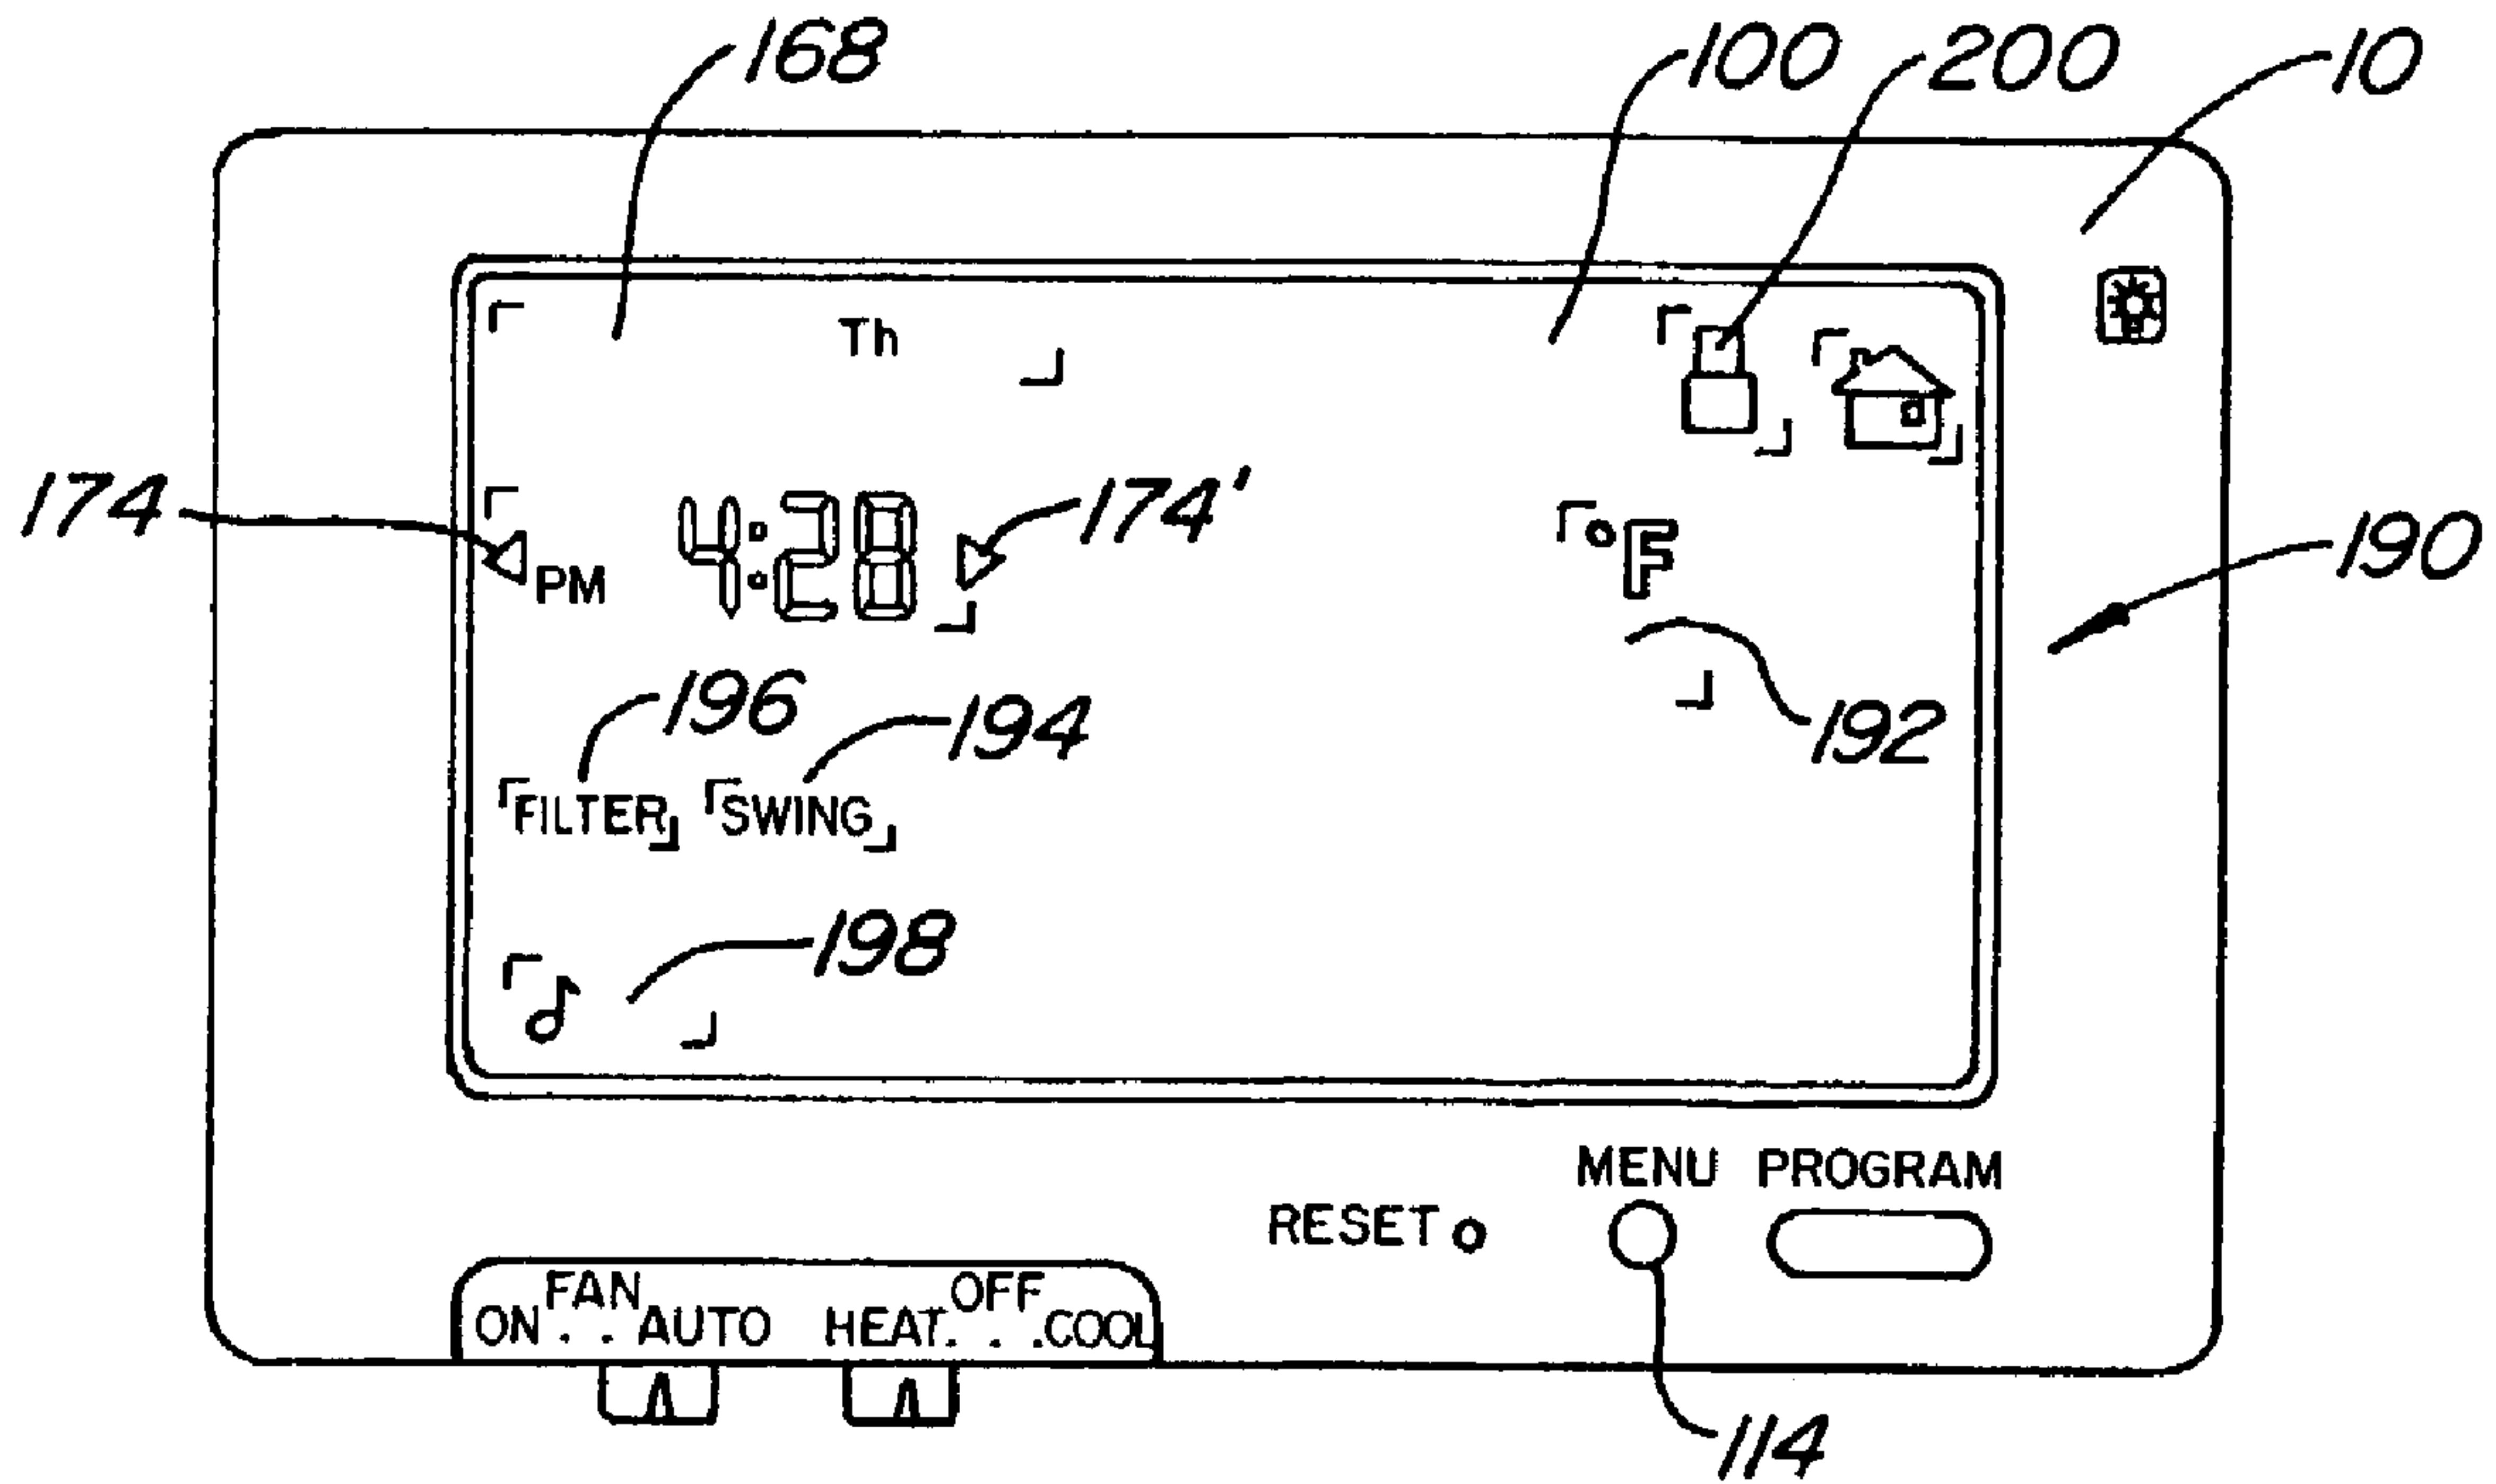 168 100 200 10
Th
174 PM 4:28 174' °F
190
196 194 192
FILTER SWING
198
MENU PROGRAM
RESET
FAN OFF
ON . . AUTO HEAT. . .COOL
114